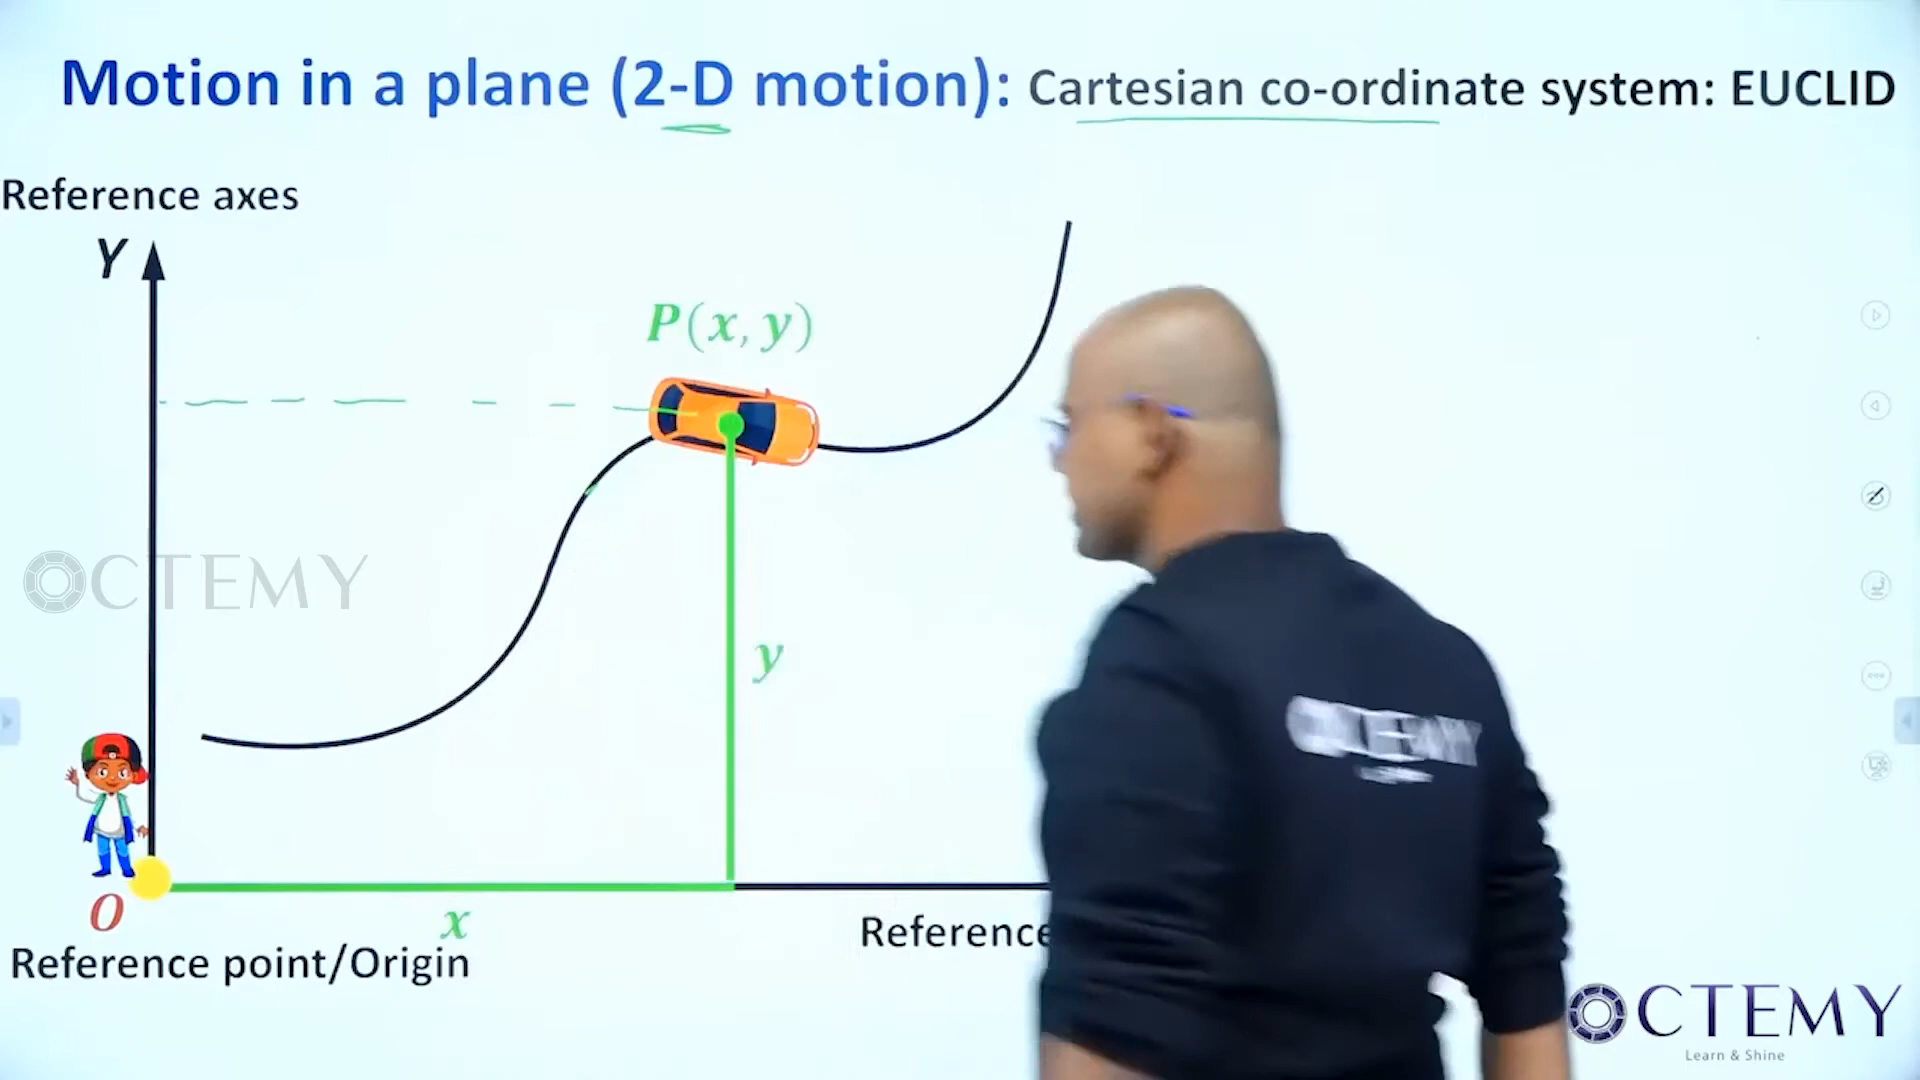 Motion in a plane (2-D motion): Cartesian co-ordinate system: EUCLID
Reference axes
Y
P(x, y)
OCTEMY
y
O
x
Reference
Reference point/Origin
OCTEMY
Learn & Shine